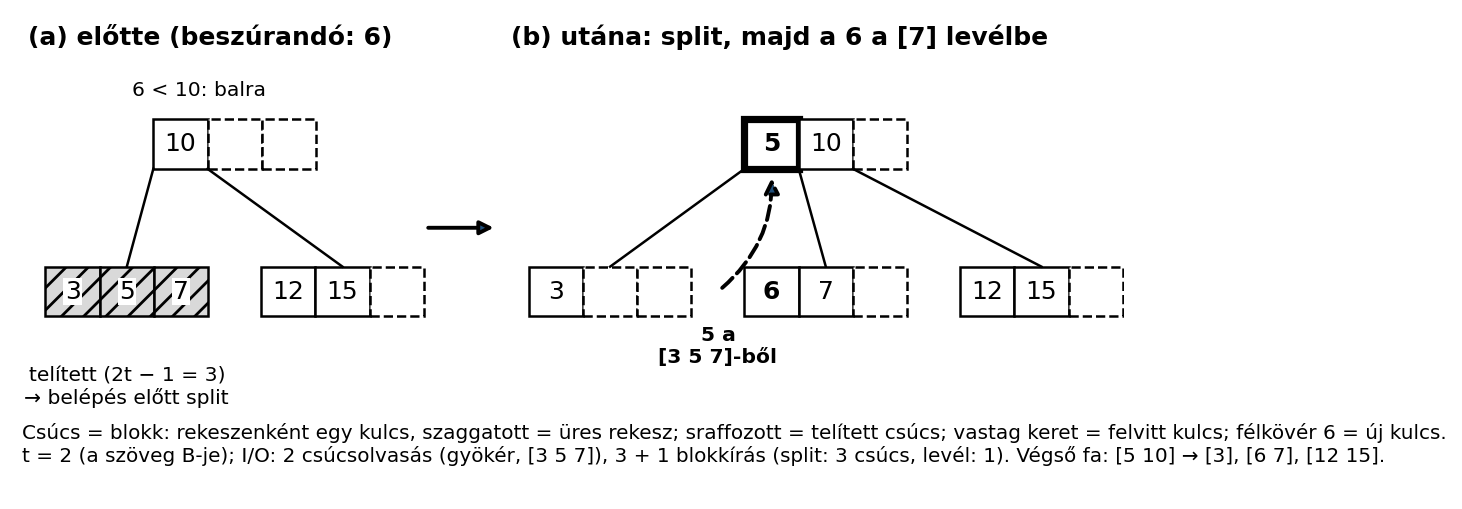 (a) előtte (beszúrandó: 6)
(b) utána: split, majd a 6 a [7] levélbe
6 < 10: balra
10
5 10
3 5 7
12 15
3
6 7
12 15
5 a
[3 5 7]-ből
telített (2t − 1 = 3)
→ belépés előtt split
Csúcs = blokk: rekeszenként egy kulcs, szaggatott = üres rekesz; sraffozott = telített csúcs; vastag keret = felvitt kulcs; félkövér 6 = új kulcs.
t = 2 (a szöveg B-je); I/O: 2 csúcsolvasás (gyökér, [3 5 7]), 3 + 1 blokkírás (split: 3 csúcs, levél: 1). Végső fa: [5 10] → [3], [6 7], [12 15].